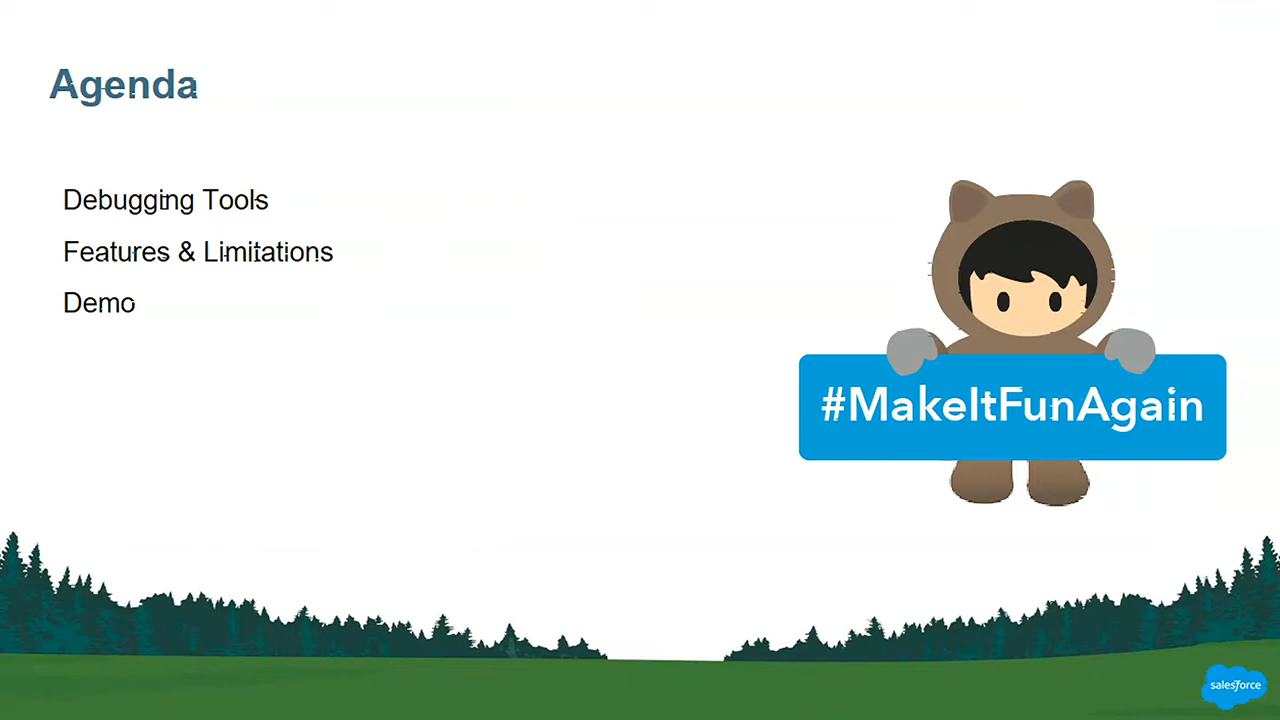 Agenda
Debugging Tools
Features & Limitations
Demo
#MakeItFunAgain
salesforce